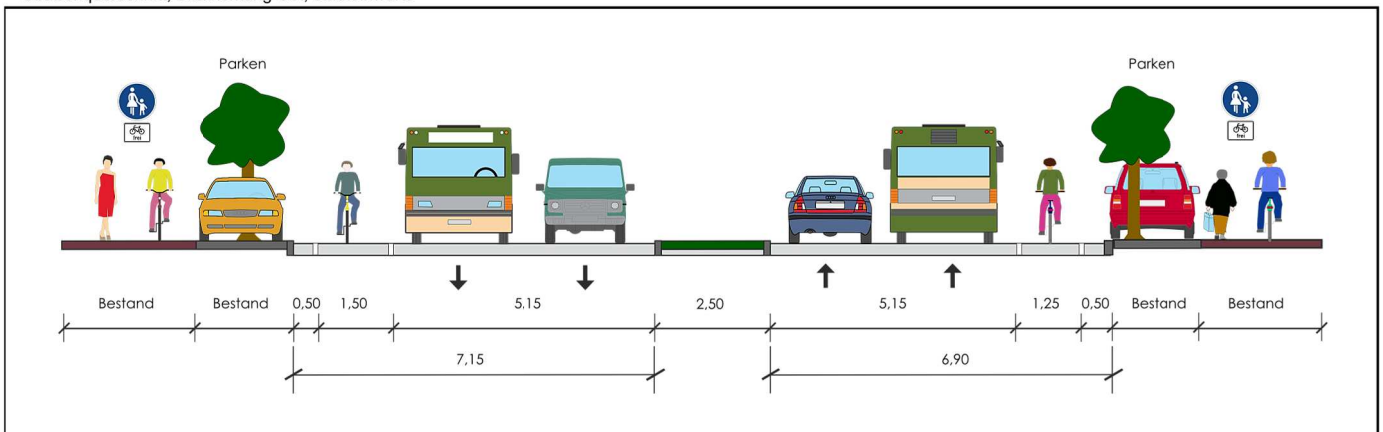 Parken
Parken
frei
frei
Bestand Bestand 0,50 1,50 5,15 2,50 5,15 1,25 0,50 Bestand Bestand
7,15 6,90